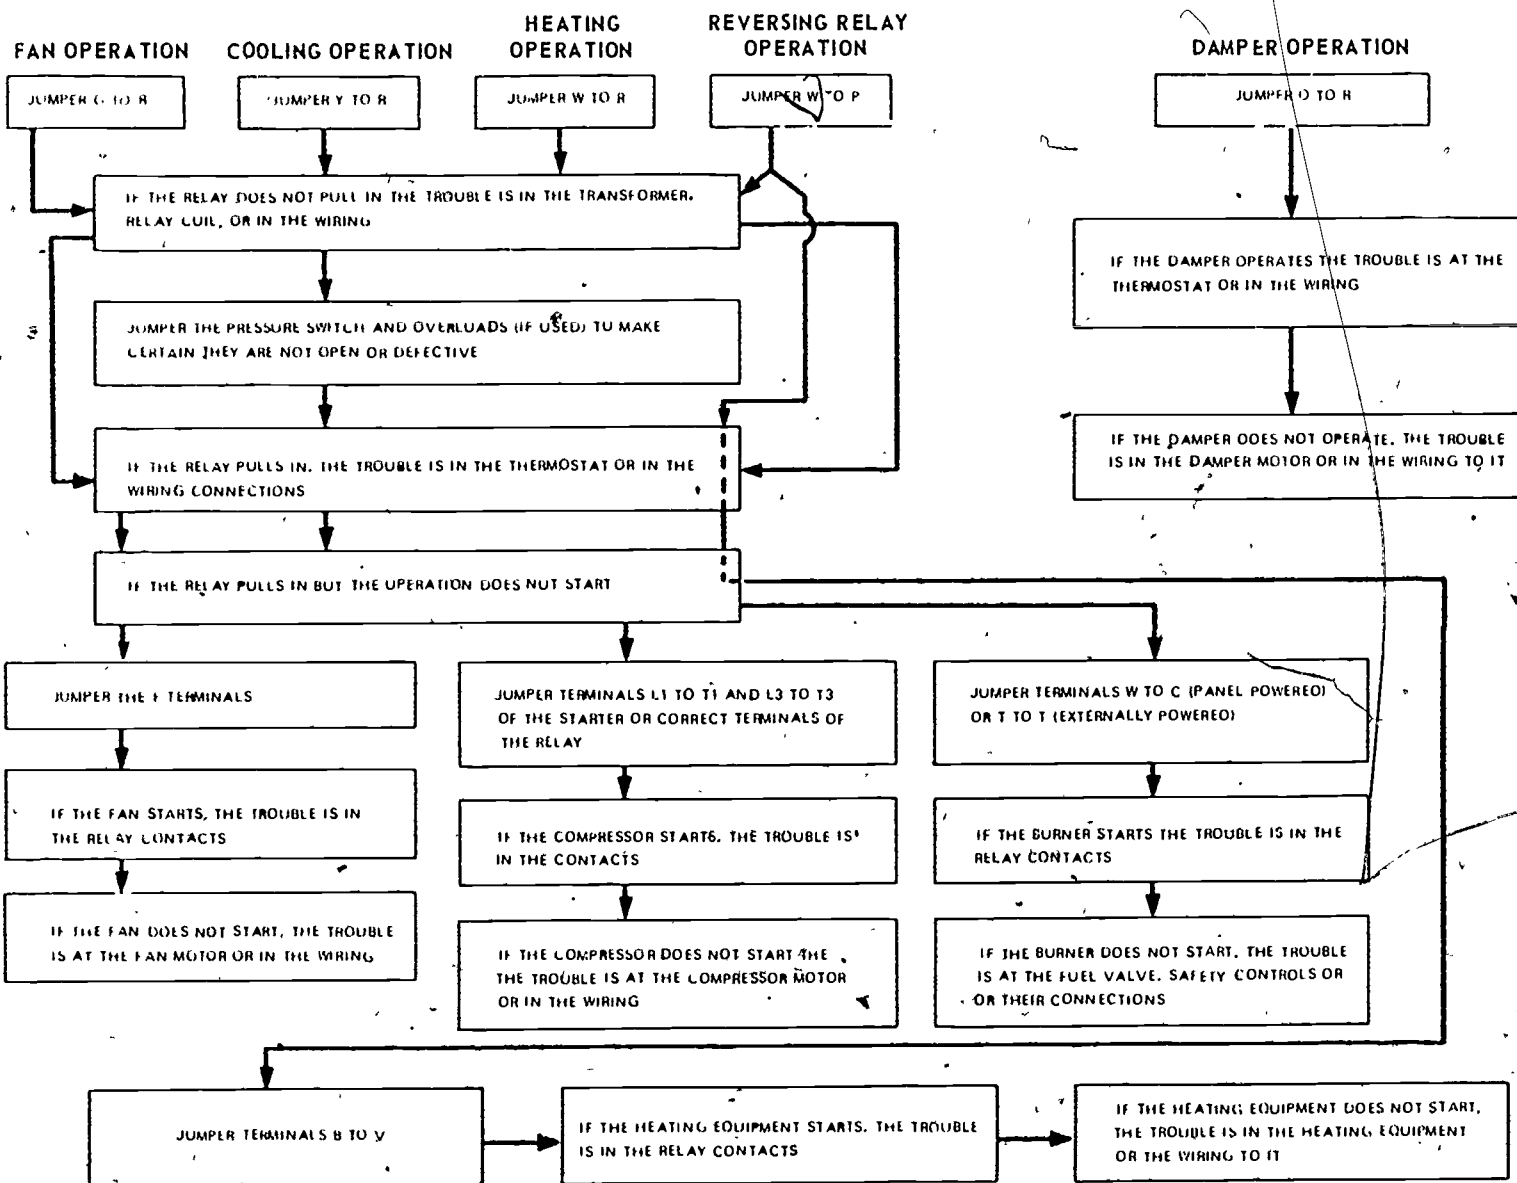 FAN OPERATION
COOLING OPERATION
HEATING
OPERATION
REVERSING RELAY
OPERATION
DAMPER OPERATION
JUMPER G TO R
JUMPER Y TO R
JUMPER W TO R
JUMPER W TO P
JUMPER D TO R
IF THE RELAY DOES NOT PULL IN THE TROUBLE IS IN THE TRANSFORMER.
RELAY COIL, OR IN THE WIRING
JUMPER THE PRESSURE SWITCH AND OVERLOADS (IF USED) TO MAKE
CERTAIN THEY ARE NOT OPEN OR DEFECTIVE
IF THE RELAY PULLS IN. THE TROUBLE IS IN THE THERMOSTAT OR IN THE
WIRING CONNECTIONS
IF THE RELAY PULLS IN BUT THE OPERATION DOES NOT START
IF THE DAMPER OPERATES THE TROUBLE IS AT THE
THERMOSTAT OR IN THE WIRING
IF THE DAMPER DOES NOT OPERATE. THE TROUBLE
IS IN THE DAMPER MOTOR OR IN THE WIRING TO IT
JUMPER THE F TERMINALS
IF THE FAN STARTS, THE TROUBLE IS IN
THE RELAY CONTACTS
IF THE FAN DOES NOT START, THE TROUBLE
IS AT THE FAN MOTOR OR IN THE WIRING
JUMPER TERMINALS L1 TO T1 AND L3 TO T3
OF THE STARTER OR CORRECT TERMINALS OF
THE RELAY
IF THE COMPRESSOR STARTS. THE TROUBLE IS
IN THE CONTACTS
IF THE COMPRESSOR DOES NOT START THE
THE TROUBLE IS AT THE COMPRESSOR MOTOR
OR IN THE WIRING
JUMPER TERMINALS W TO C (PANEL POWERED)
OR T TO T (EXTERNALLY POWERED)
IF THE BURNER STARTS THE TROUBLE IS IN THE
RELAY CONTACTS
IF THE BURNER DOES NOT START. THE TROUBLE
IS AT THE FUEL VALVE. SAFETY CONTROLS OR
OR THEIR CONNECTIONS
JUMPER TERMINALS B TO V
IF THE HEATING EQUIPMENT STARTS. THE TROUBLE
IS IN THE RELAY CONTACTS
IF THE HEATING EQUIPMENT DOES NOT START,
THE TROUBLE IS IN THE HEATING EQUIPMENT
OR THE WIRING TO IT